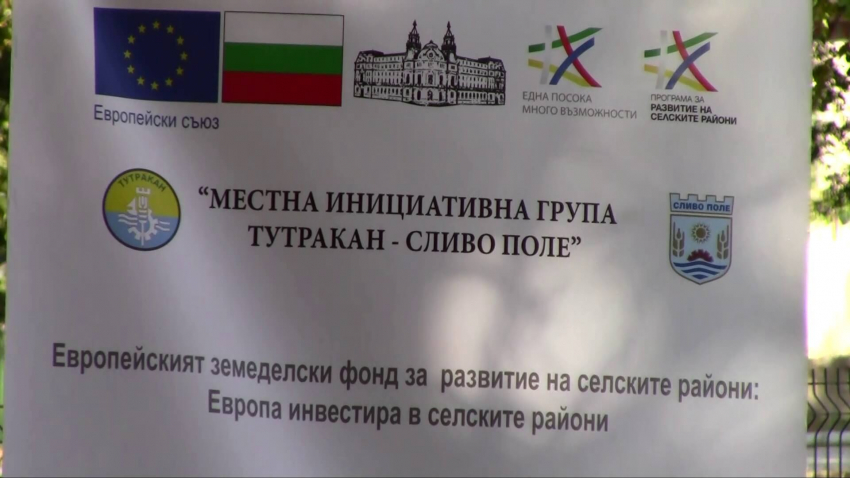 Европейски съюз
ЕДНА ПОСОКА
МНОГО ВЪЗМОЖНОСТИ
ПРОГРАМА ЗА
РАЗВИТИЕ НА
СЕЛСКИТЕ РАЙОНИ
ТУТРАКАН
"МЕСТНА ИНИЦИАТИВНА ГРУПА
ТУТРАКАН - СЛИВО ПОЛЕ"
СЛИВО ПОЛЕ
Европейският земеделски фонд за развитие на селските райони:
Европа инвестира в селските райони